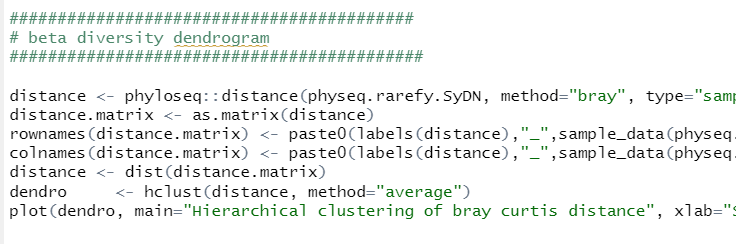 ##########################################
# beta diversity dendrogram
###########################################
distance <- phyloseq::distance(physeq.rarefy.SyDN, method="bray", type="samp
distance.matrix <- as.matrix(distance)
rownames(distance.matrix) <- paste0(labels(distance),"_",sample_data(physeq.
colnames(distance.matrix) <- paste0(labels(distance),"_",sample_data(physeq.
distance <- dist(distance.matrix)
dendro     <- hclust(distance, method="average")
plot(dendro, main="Hierarchical clustering of bray curtis distance", xlab="S